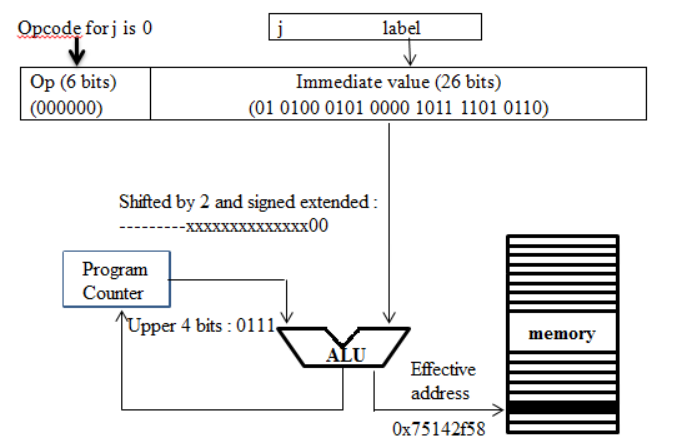 Opcode for j is 0
j label
Op (6 bits)
(000000)
Immediate value (26 bits)
(01 0100 0101 0000 1011 1101 0110)
Shifted by 2 and signed extended :
---------xxxxxxxxxxxxxx00
Program
Counter
Upper 4 bits : 0111
ALU
Effective
address
0x75142f58
memory